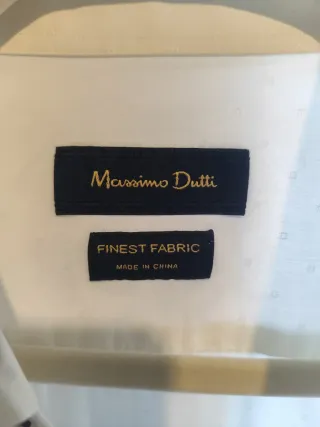 Massimo Dutti
FINEST FABRIC
MADE IN CHINA